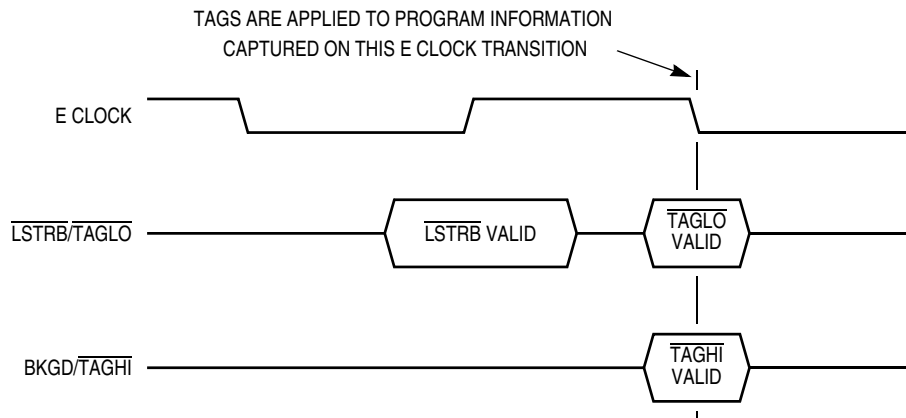 TAGS ARE APPLIED TO PROGRAM INFORMATION
CAPTURED ON THIS E CLOCK TRANSITION
E CLOCK
LSTRB/TAGLO
LSTRB VALID
TAGLO
VALID
BKGD/TAGHI
TAGHI
VALID